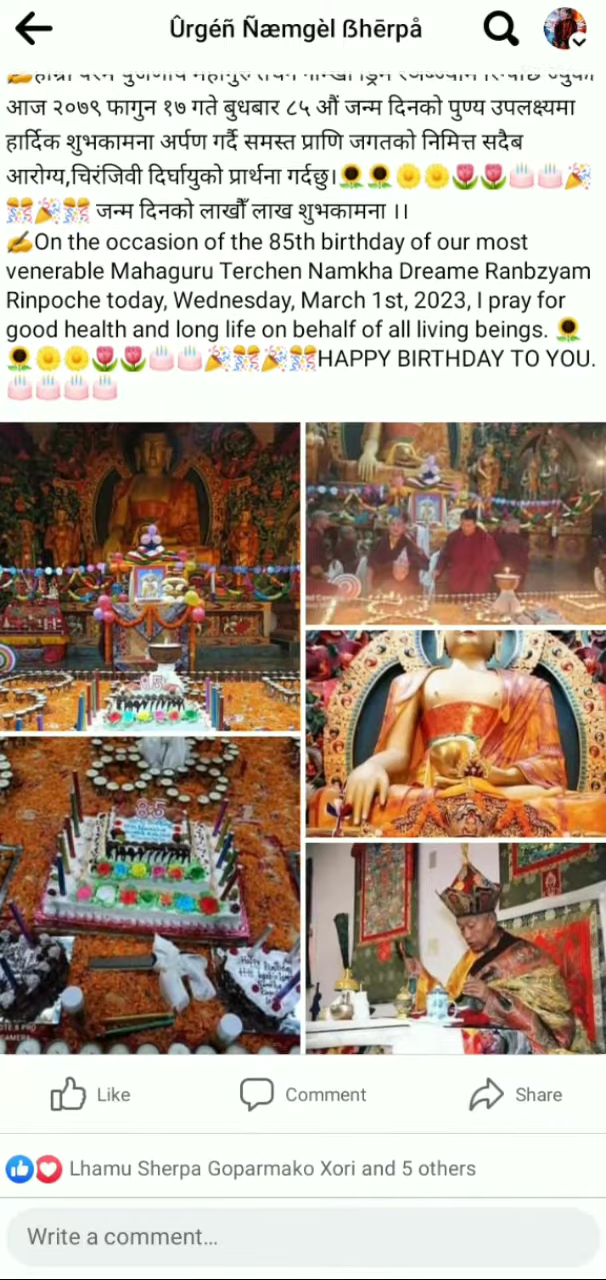 Ûrgéñ Ñæmgèl ẞhērpå
आज २०७९ फागुन १७ गते बुधबार ८५ औं जन्म दिनको पुण्य उपलक्ष्यमा
हार्दिक शुभकामना अर्पण गर्दै समस्त प्राणि जगतको निमित्त सदैब
आरोग्य,चिरंजिवी दिर्घायुको प्रार्थना गर्दछु।🌻🌻🌼🌼🌷🌷🎂🎂🎉
🎊🎉🎊 जन्म दिनको लाखौँ लाख शुभकामना ।।
✍️On the occasion of the 85th birthday of our most
venerable Mahaguru Terchen Namkha Dreame Ranbzyam
Rinpoche today, Wednesday, March 1st, 2023, I pray for
good health and long life on behalf of all living beings. 🌻
🌻🌼🌼🌷🌷🎂🎂🎉🎊🎉🎊HAPPY BIRTHDAY TO YOU.
🎂🎂🎂🎂
85
85
Happy Birthday
Like
Comment
Share
Lhamu Sherpa Goparmako Xori and 5 others
Write a comment...